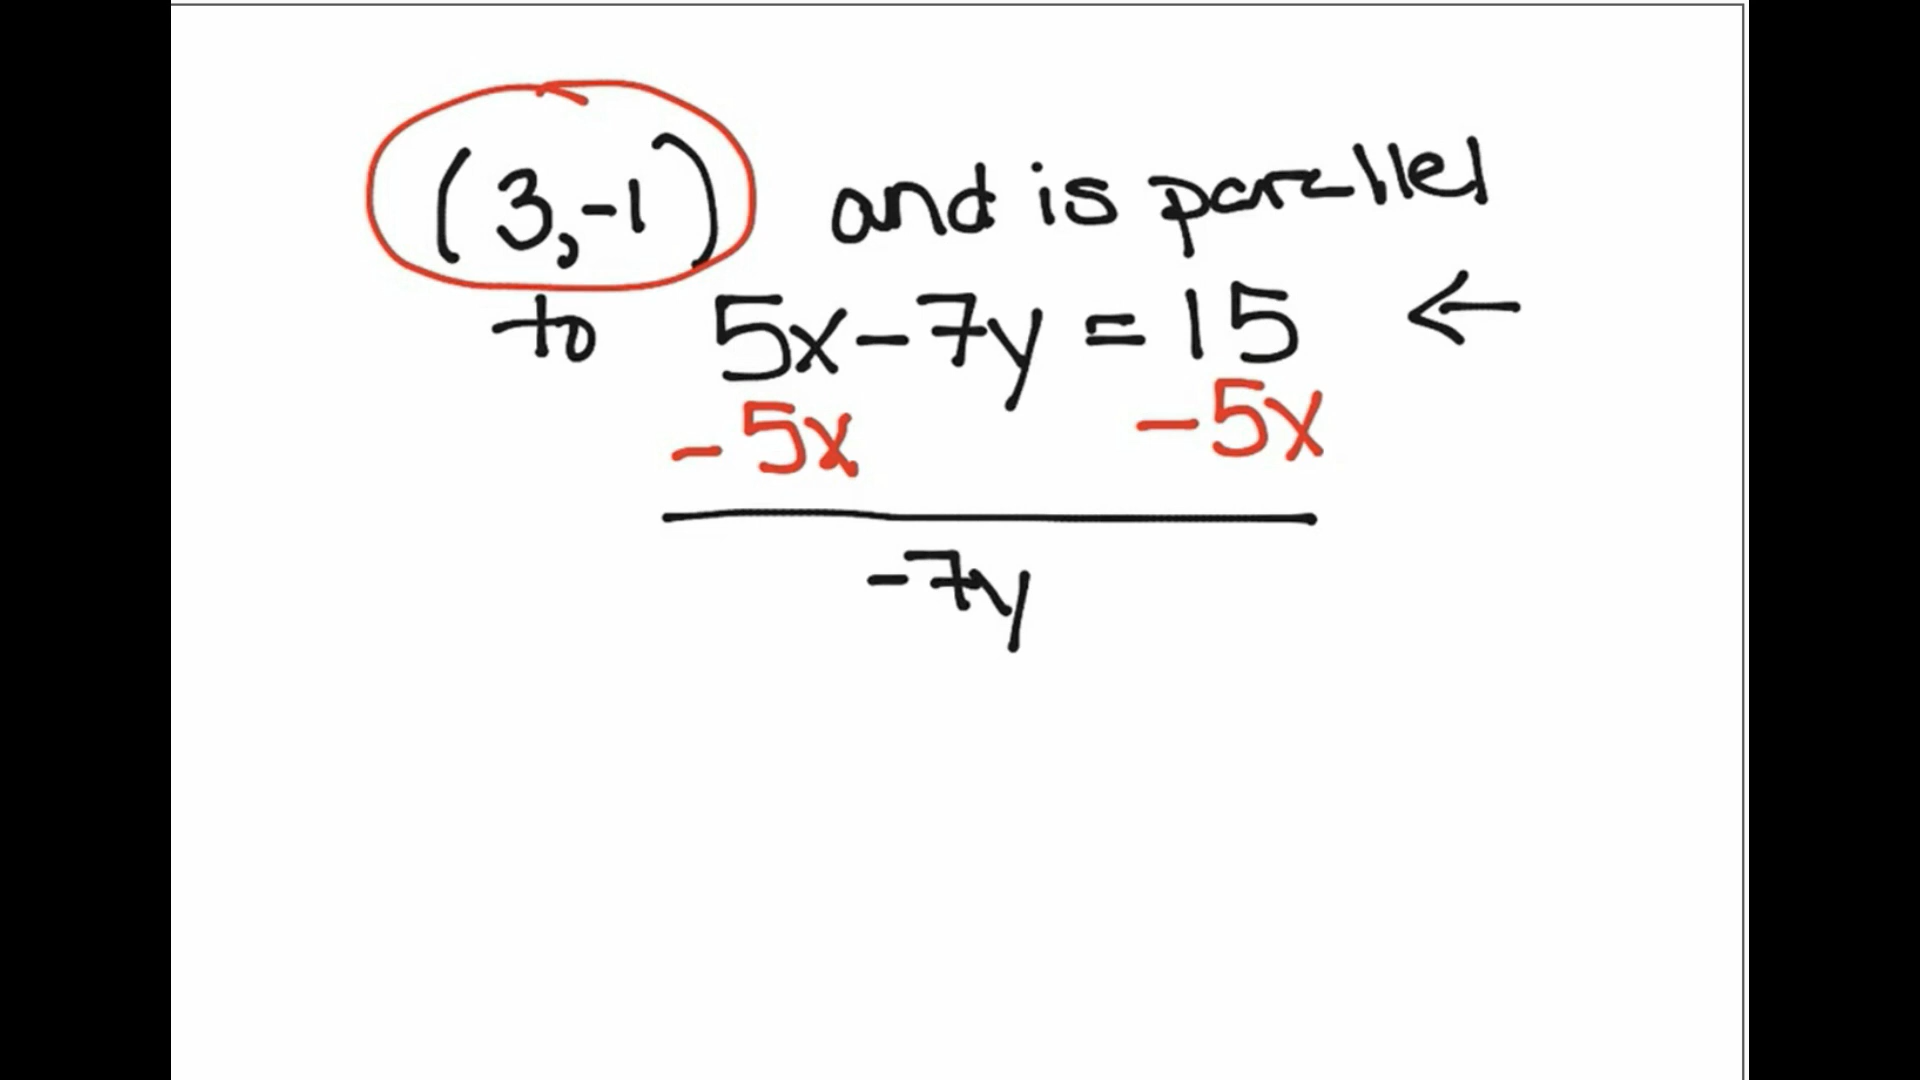 (3,-1) and is parallel
to 5x-7y=15 ←
-5x -5x
-7y